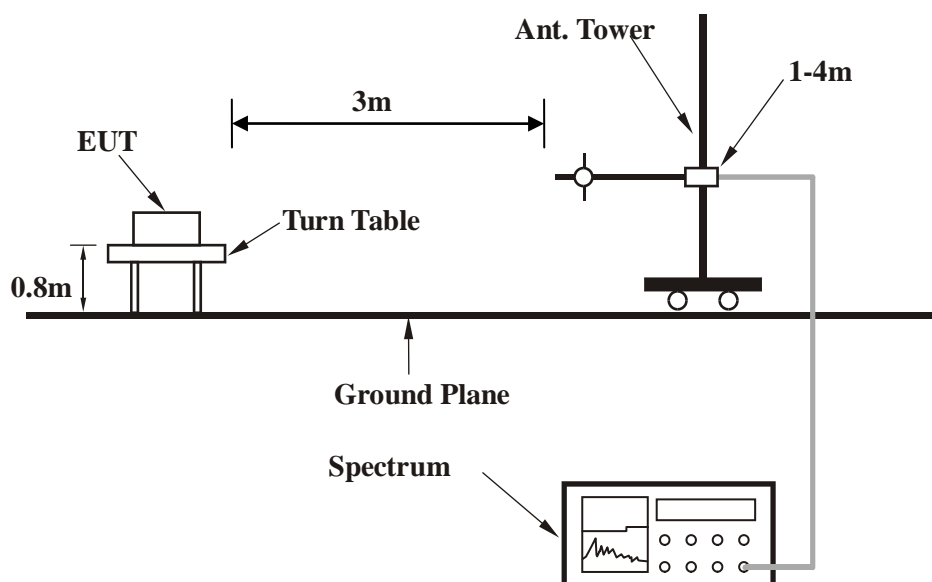 Ant. Tower
1-4m
3m
EUT
Turn Table
0.8m
Ground Plane
Spectrum